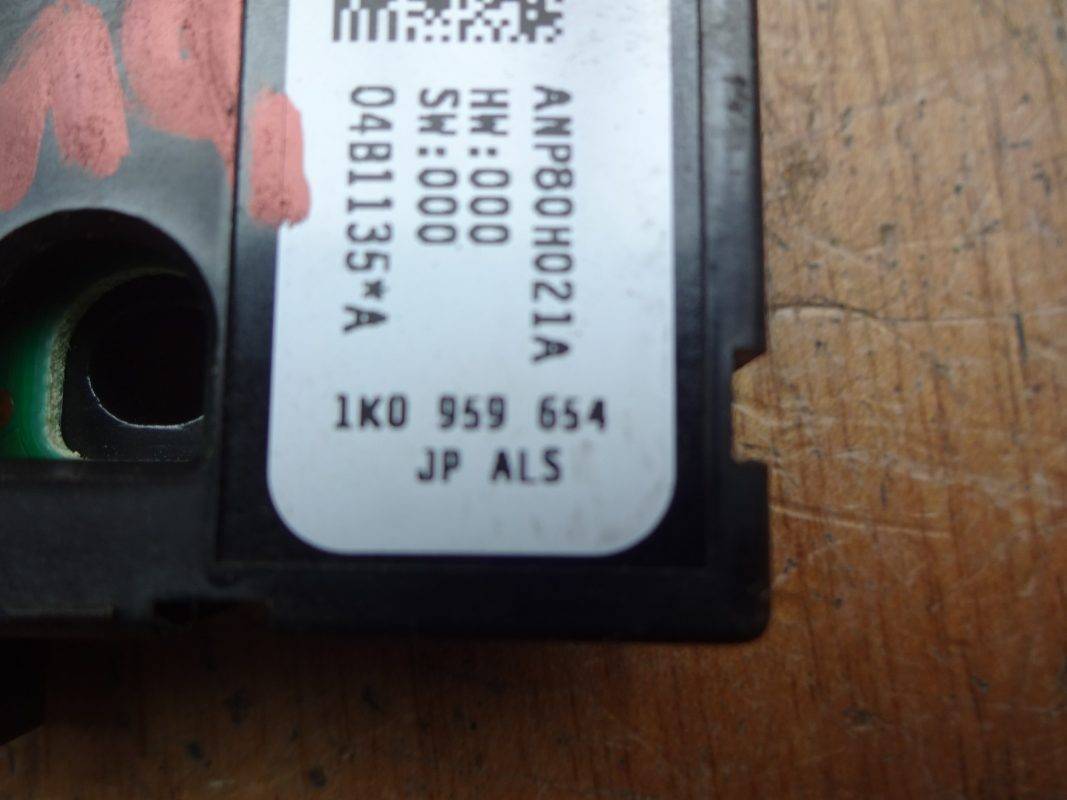 ANP80H021A
HW:000
SW:000
04B1135*A
1K0 959 654
JP ALS